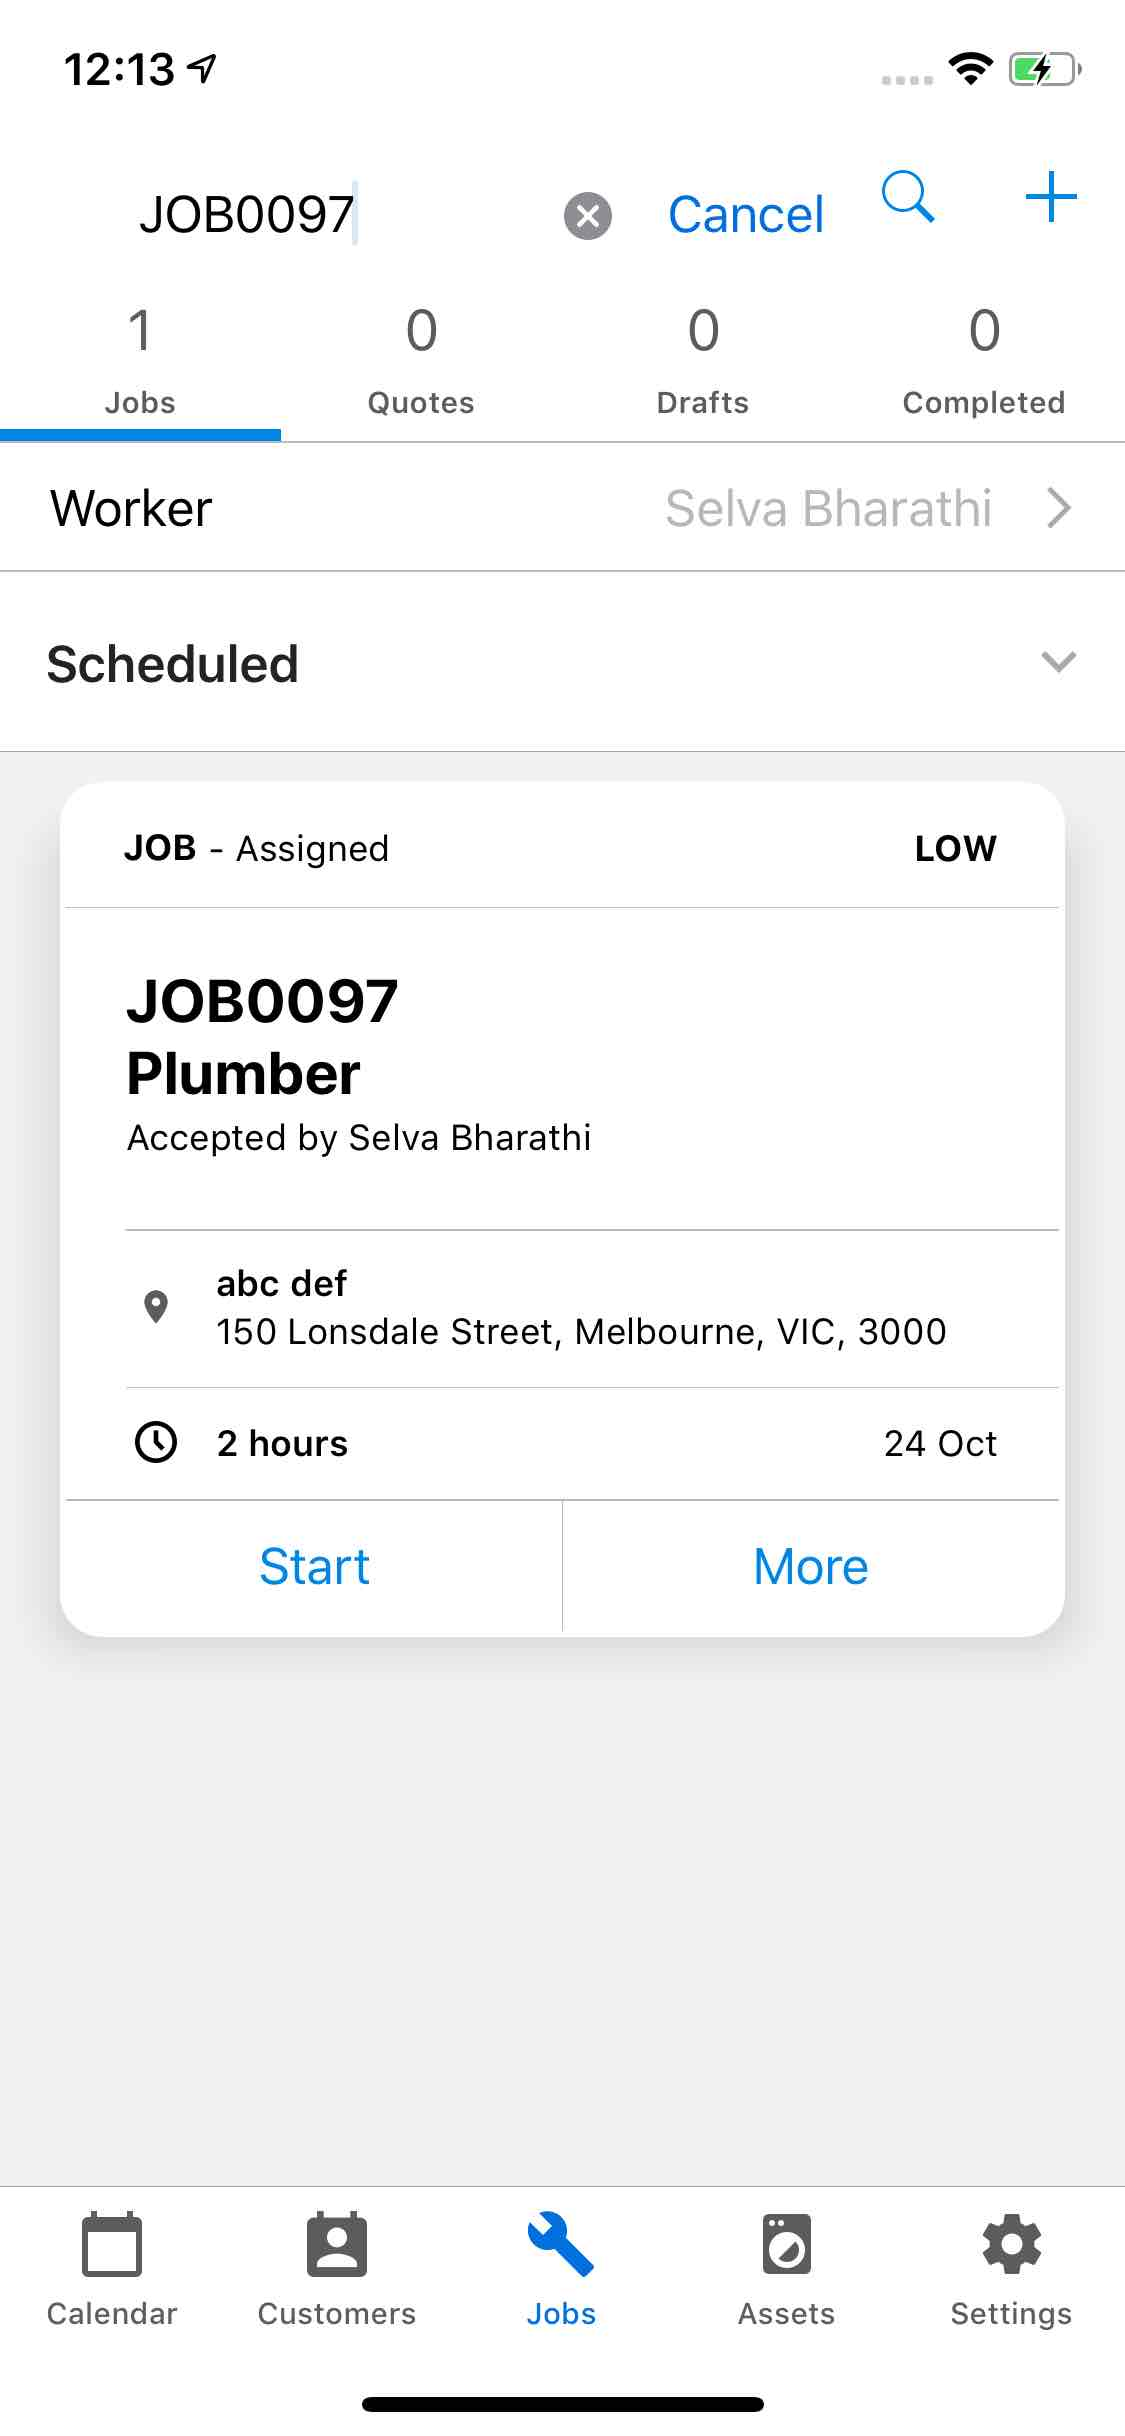 12:13
JOB0097
Cancel
1
0
0
0
Jobs
Quotes
Drafts
Completed
Worker
Selva Bharathi
Scheduled
JOB - Assigned
LOW
JOB0097
Plumber
Accepted by Selva Bharathi
abc def
150 Lonsdale Street, Melbourne, VIC, 3000
2 hours
24 Oct
Start
More
Calendar
Customers
Jobs
Assets
Settings